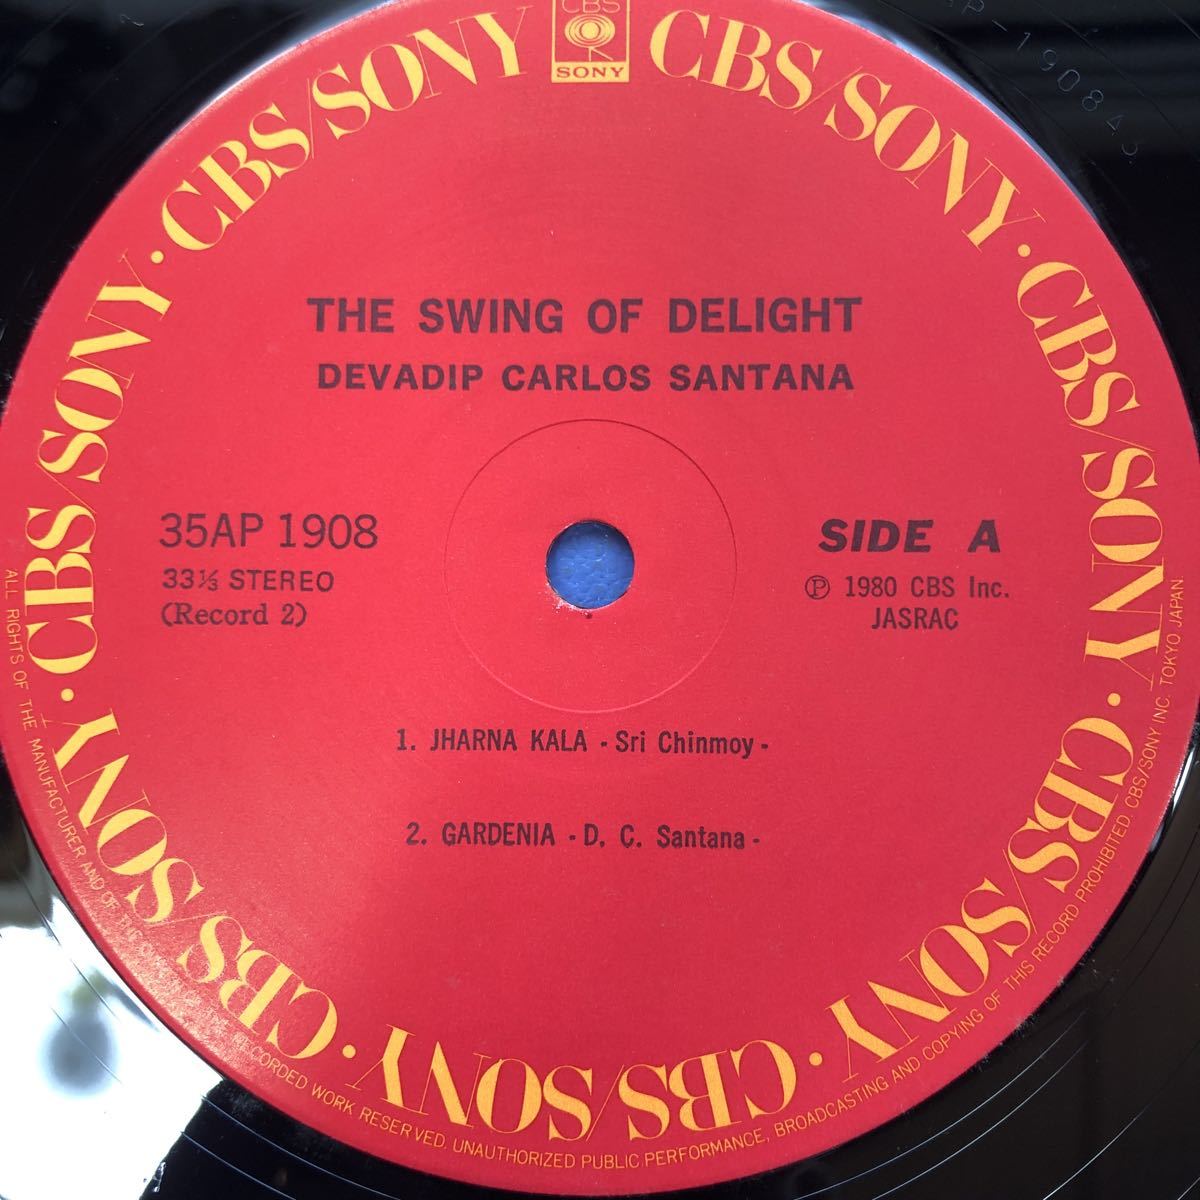 CBS
SONY
CBS/SONY · CBS/SONY · CBS/SONY · CBS/SONY · CBS/SONY · CBS/SONY · CBS/SONY · CBS/SONY
THE SWING OF DELIGHT
DEVADIP CARLOS SANTANA
35AP 1908
33⅓ STEREO
(Record 2)
SIDE A
Ⓟ 1980 CBS Inc.
JASRAC
1. JHARNA KALA - Sri Chinmoy -
2. GARDENIA - D. C. Santana -
ALL RIGHTS OF THE MANUFACTURER AND OF THE RECORDED WORK RESERVED. UNAUTHORIZED PUBLIC PERFORMANCE, BROADCASTING AND COPYING OF THIS RECORD PROHIBITED. CBS/SONY INC. TOKYO JAPAN